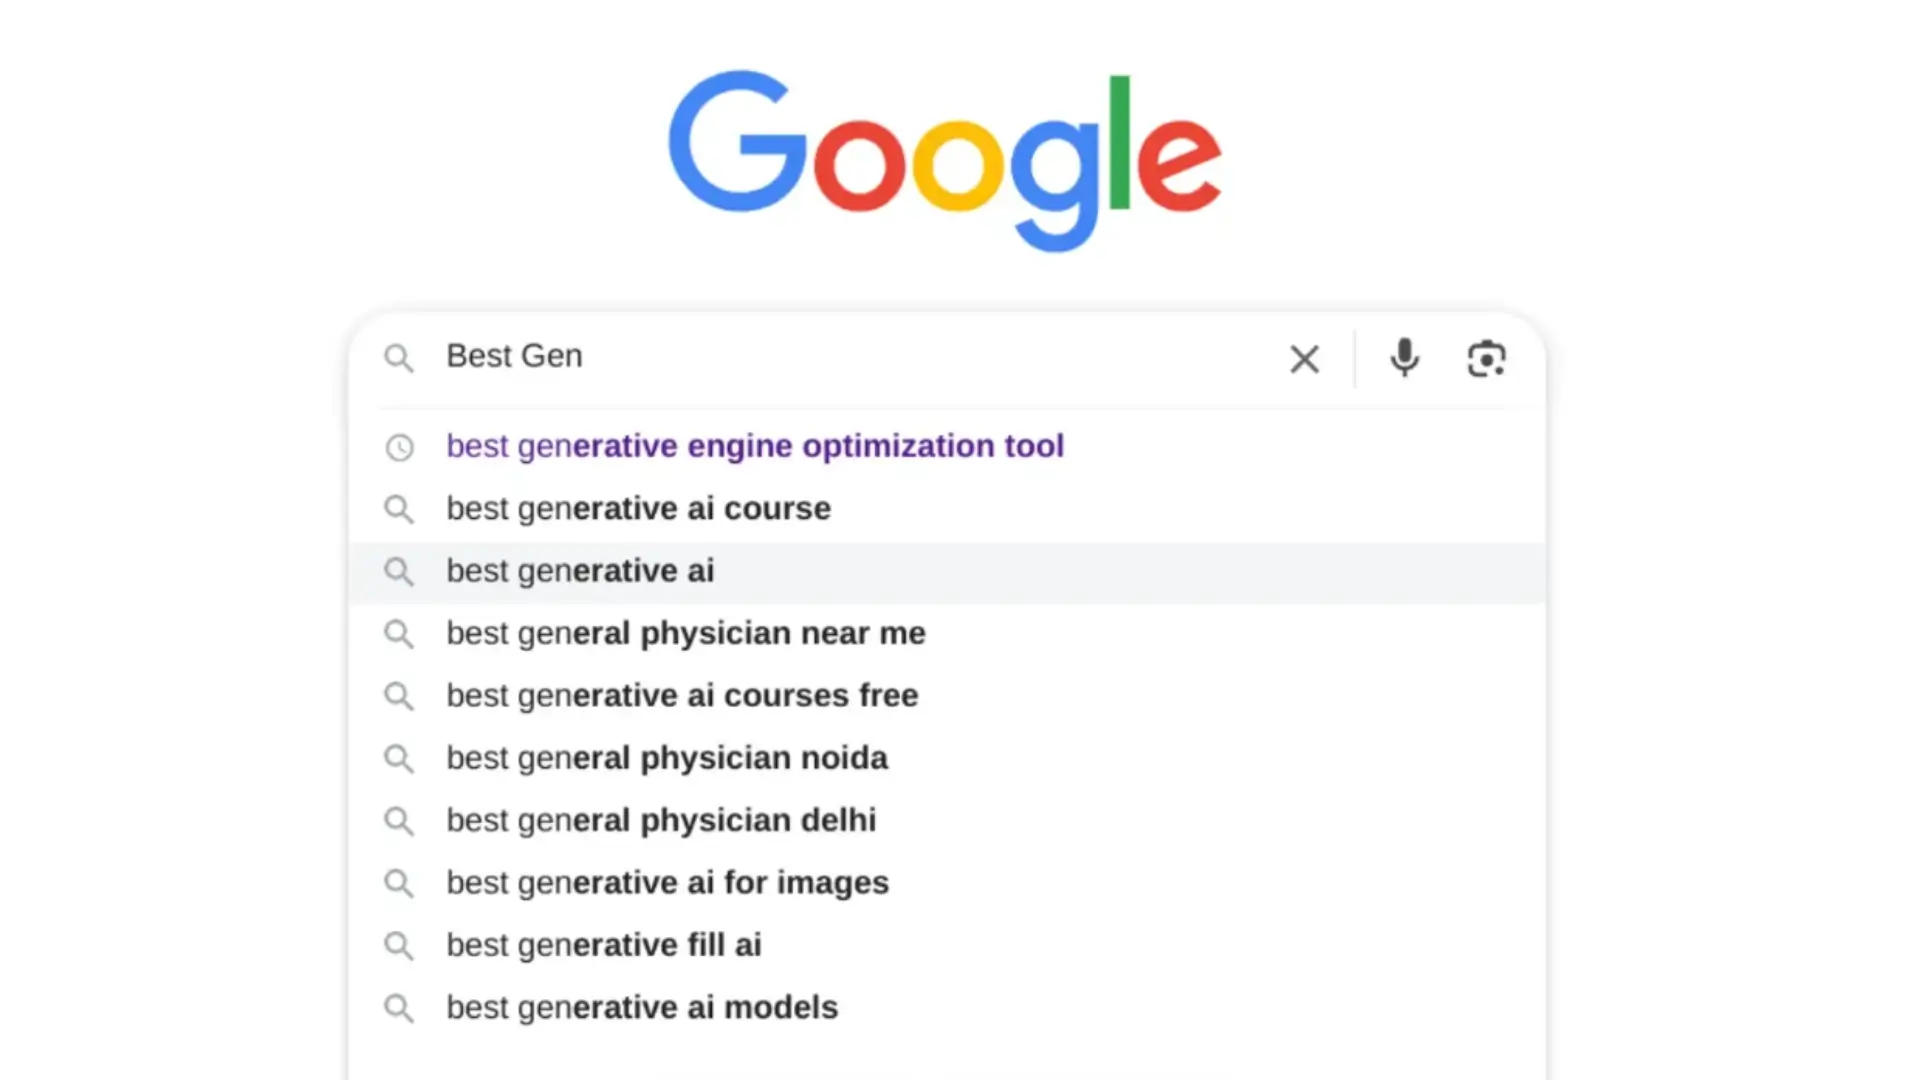 Google
Best Gen
best generative engine optimization tool
best generative ai course
best generative ai
best general physician near me
best generative ai courses free
best general physician noida
best general physician delhi
best generative ai for images
best generative fill ai
best generative ai models